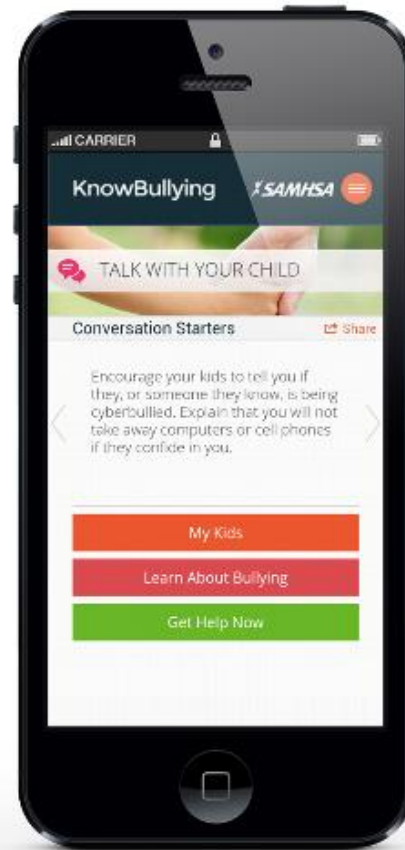 CARRIER
KnowBullying SAMHSA
TALK WITH YOUR CHILD
Conversation Starters Share
Encourage your kids to tell you if
they, or someone they know, is being
cyberbullied. Explain that you will not
take away computers or cell phones
if they confide in you.
My Kids
Learn About Bullying
Get Help Now